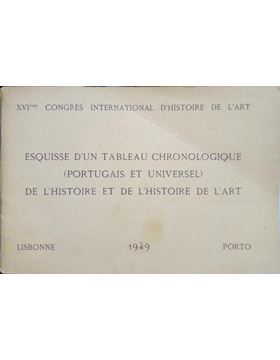 XVIème CONGRÈS INTERNATIONAL D'HISTOIRE DE L'ART
ESQUISSE D'UN TABLEAU CHRONOLOGIQUE
(PORTUGAIS ET UNIVERSEL)
DE L'HISTOIRE ET DE L'HISTOIRE DE L'ART
LISBONNE 1949 PORTO